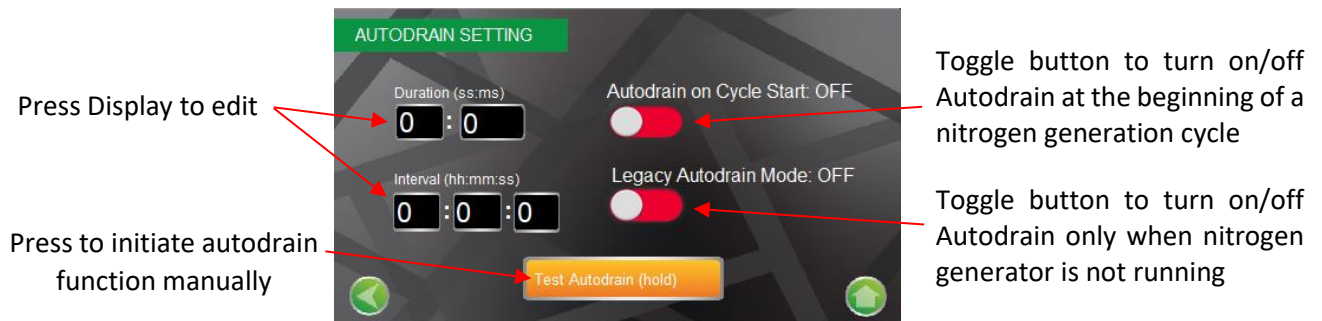 AUTODRAIN SETTING
Press Display to edit
Duration (ss:ms)
0 : 0
Interval (hh:mm:ss)
0 : 0 : 0
Press to initiate autodrain
function manually
Test Autodrain (hold)
Autodrain on Cycle Start: OFF
Legacy Autodrain Mode: OFF
Toggle button to turn on/off
Autodrain at the beginning of a
nitrogen generation cycle
Toggle button to turn on/off
Autodrain only when nitrogen
generator is not running